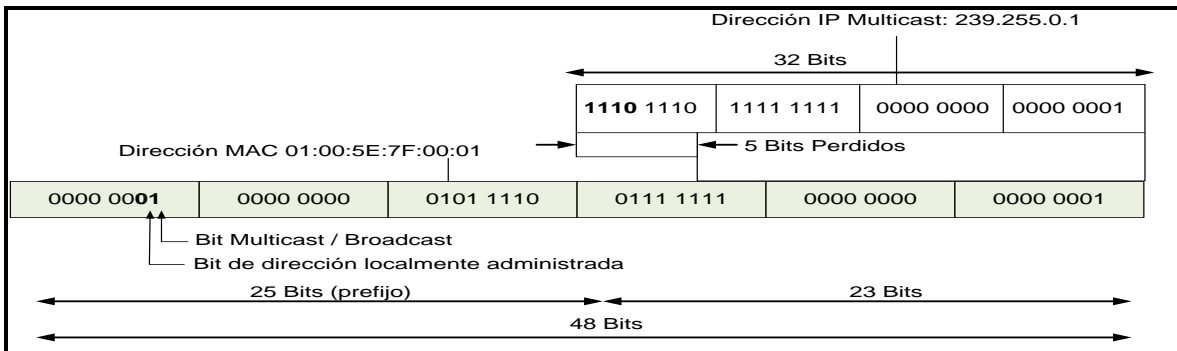 Dirección IP Multicast: 239.255.0.1
32 Bits
1110 1110 1111 1111 0000 0000 0000 0001
Dirección MAC 01:00:5E:7F:00:01
5 Bits Perdidos
0000 0001 0000 0000 0101 1110 0111 1111 0000 0000 0000 0001
Bit Multicast / Broadcast
Bit de dirección localmente administrada
25 Bits (prefijo) 23 Bits
48 Bits